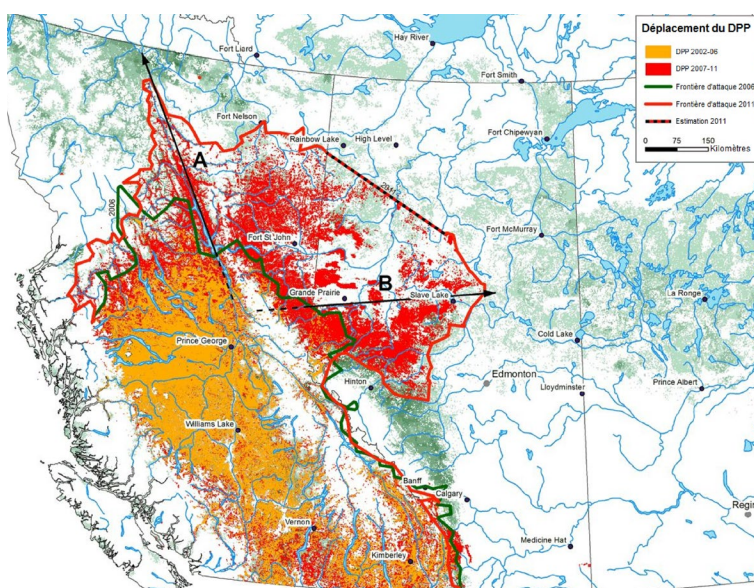 Déplacement du DPP
DPP 2002-06
DPP 2007-11
Frontière d'attaque 2006
Frontière d'attaque 2011
Estimation 2011
0 75 150
Kilomètres
Hay River
Fort Liard
Fort Smith
Fort Nelson
Rainbow Lake
High Level
Fort Chipewyan
A
2006
Fort McMurray
Fort St John
B
Grande Prairie
Slave Lake
La Ronge
Prince George
Cold Lake
Hinton
Edmonton
Lloydminster
Prince Albert
Williams Lake
Banff
Calgary
Regin
Vernon
Medicine Hat
Kimberley